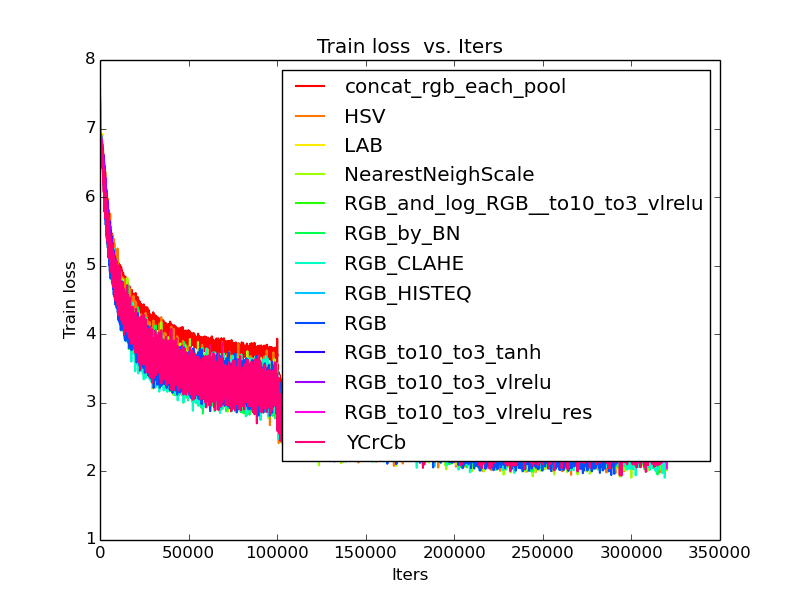 Train loss  vs. Iters
8
7
6
5
4
3
2
1
Train loss
concat_rgb_each_pool
HSV
LAB
NearestNeighScale
RGB_and_log_RGB__to10_to3_vlrelu
RGB_by_BN
RGB_CLAHE
RGB_HISTEQ
RGB
RGB_to10_to3_tanh
RGB_to10_to3_vlrelu
RGB_to10_to3_vlrelu_res
YCrCb
0 50000 100000 150000 200000 250000 300000 350000
Iters